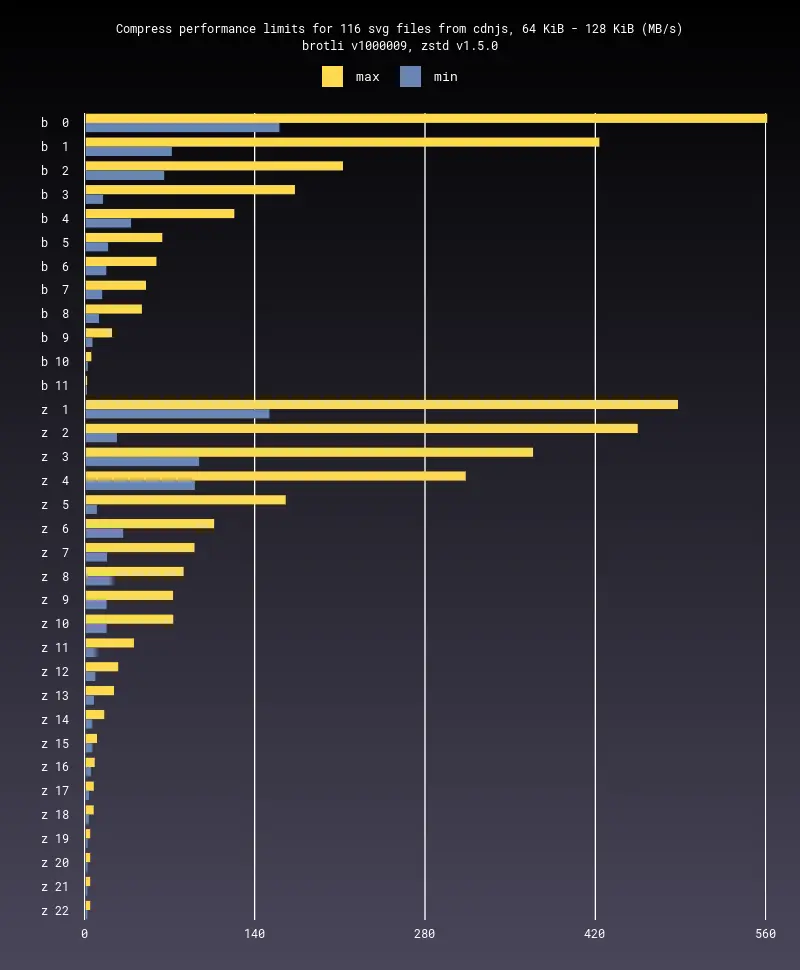 Compress performance limits for 116 svg files from cdnjs, 64 KiB - 128 KiB (MB/s)
brotli v1000009, zstd v1.5.0
max min
b 0
b 1
b 2
b 3
b 4
b 5
b 6
b 7
b 8
b 9
b 10
b 11
z 1
z 2
z 3
z 4
z 5
z 6
z 7
z 8
z 9
z 10
z 11
z 12
z 13
z 14
z 15
z 16
z 17
z 18
z 19
z 20
z 21
z 22
0 140 280 420 560